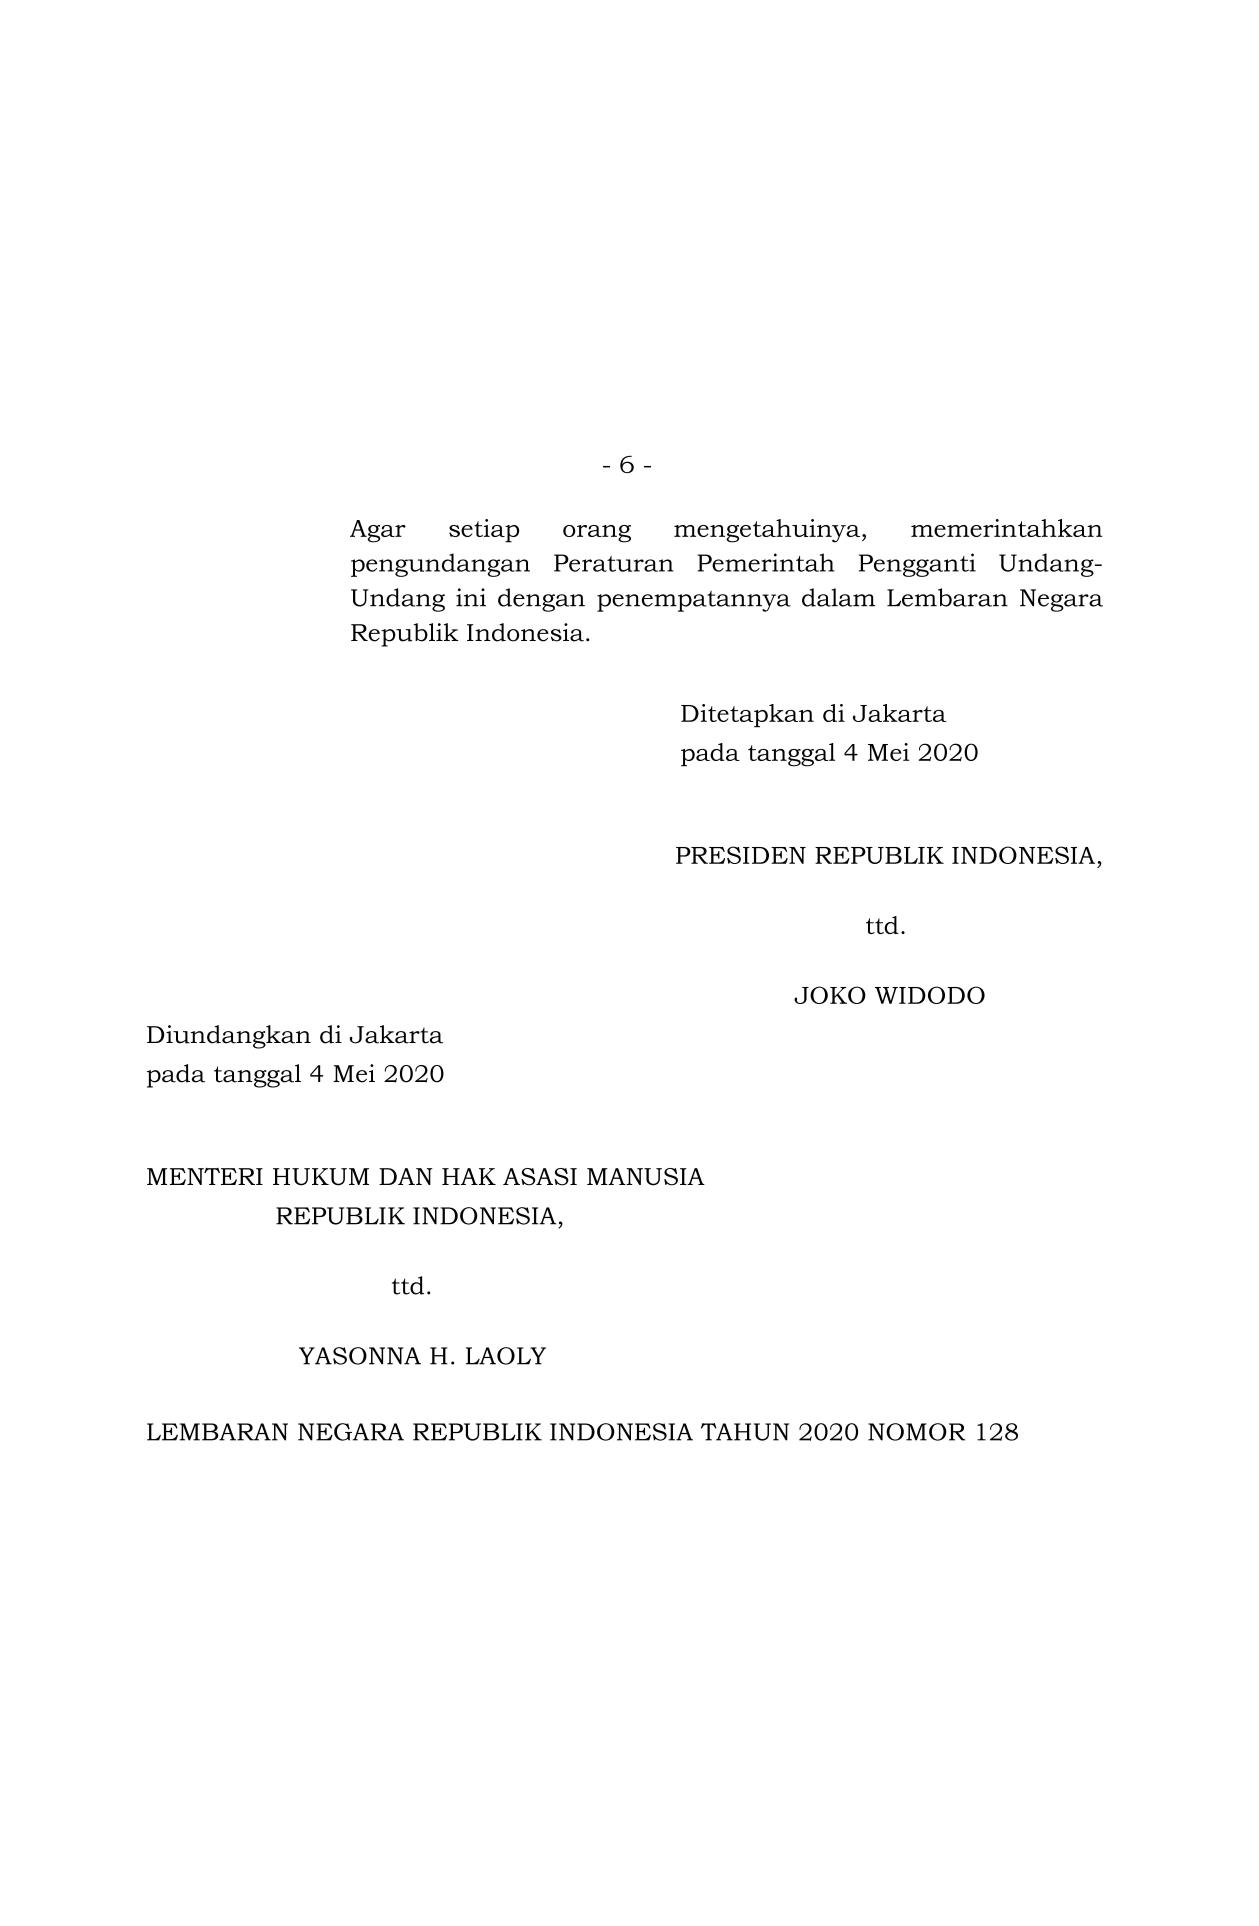 - 6 -
Agar setiap orang mengetahuinya, memerintahkan
pengundangan Peraturan Pemerintah Pengganti Undang-
Undang ini dengan penempatannya dalam Lembaran Negara
Republik Indonesia.
Ditetapkan di Jakarta
pada tanggal 4 Mei 2020
PRESIDEN REPUBLIK INDONESIA,
ttd.
JOKO WIDODO
Diundangkan di Jakarta
pada tanggal 4 Mei 2020
MENTERI HUKUM DAN HAK ASASI MANUSIA
REPUBLIK INDONESIA,
ttd.
YASONNA H. LAOLY
LEMBARAN NEGARA REPUBLIK INDONESIA TAHUN 2020 NOMOR 128